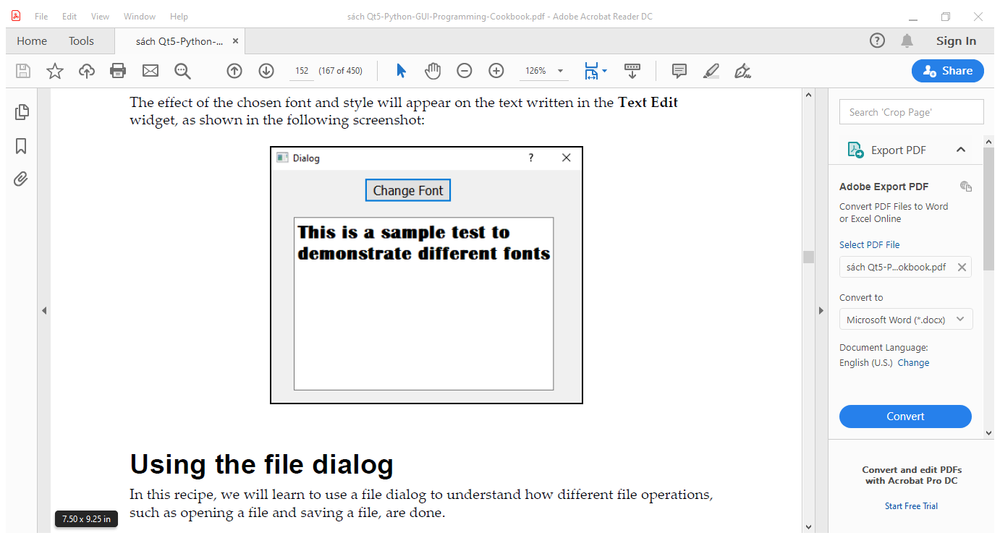 File Edit View Window Help
sách Qt5-Python-GUI-Programming-Cookbook.pdf - Adobe Acrobat Reader DC
Home Tools sách Qt5-Python-... × ? Sign In
152 (167 of 450) 126% Share
The effect of the chosen font and style will appear on the text written in the Text Edit
widget, as shown in the following screenshot:
Dialog ?
Change Font
This is a sample test to
demonstrate different fonts
Using the file dialog
In this recipe, we will learn to use a file dialog to understand how different file operations,
such as opening a file and saving a file, are done.
7.50 x 9.25 in
Search 'Crop Page'
Export PDF
Adobe Export PDF
Convert PDF Files to Word
or Excel Online
Select PDF File
sách Qt5-P...okbook.pdf
Convert to
Microsoft Word (*.docx)
Document Language:
English (U.S.) Change
Convert
Convert and edit PDFs
with Acrobat Pro DC
Start Free Trial